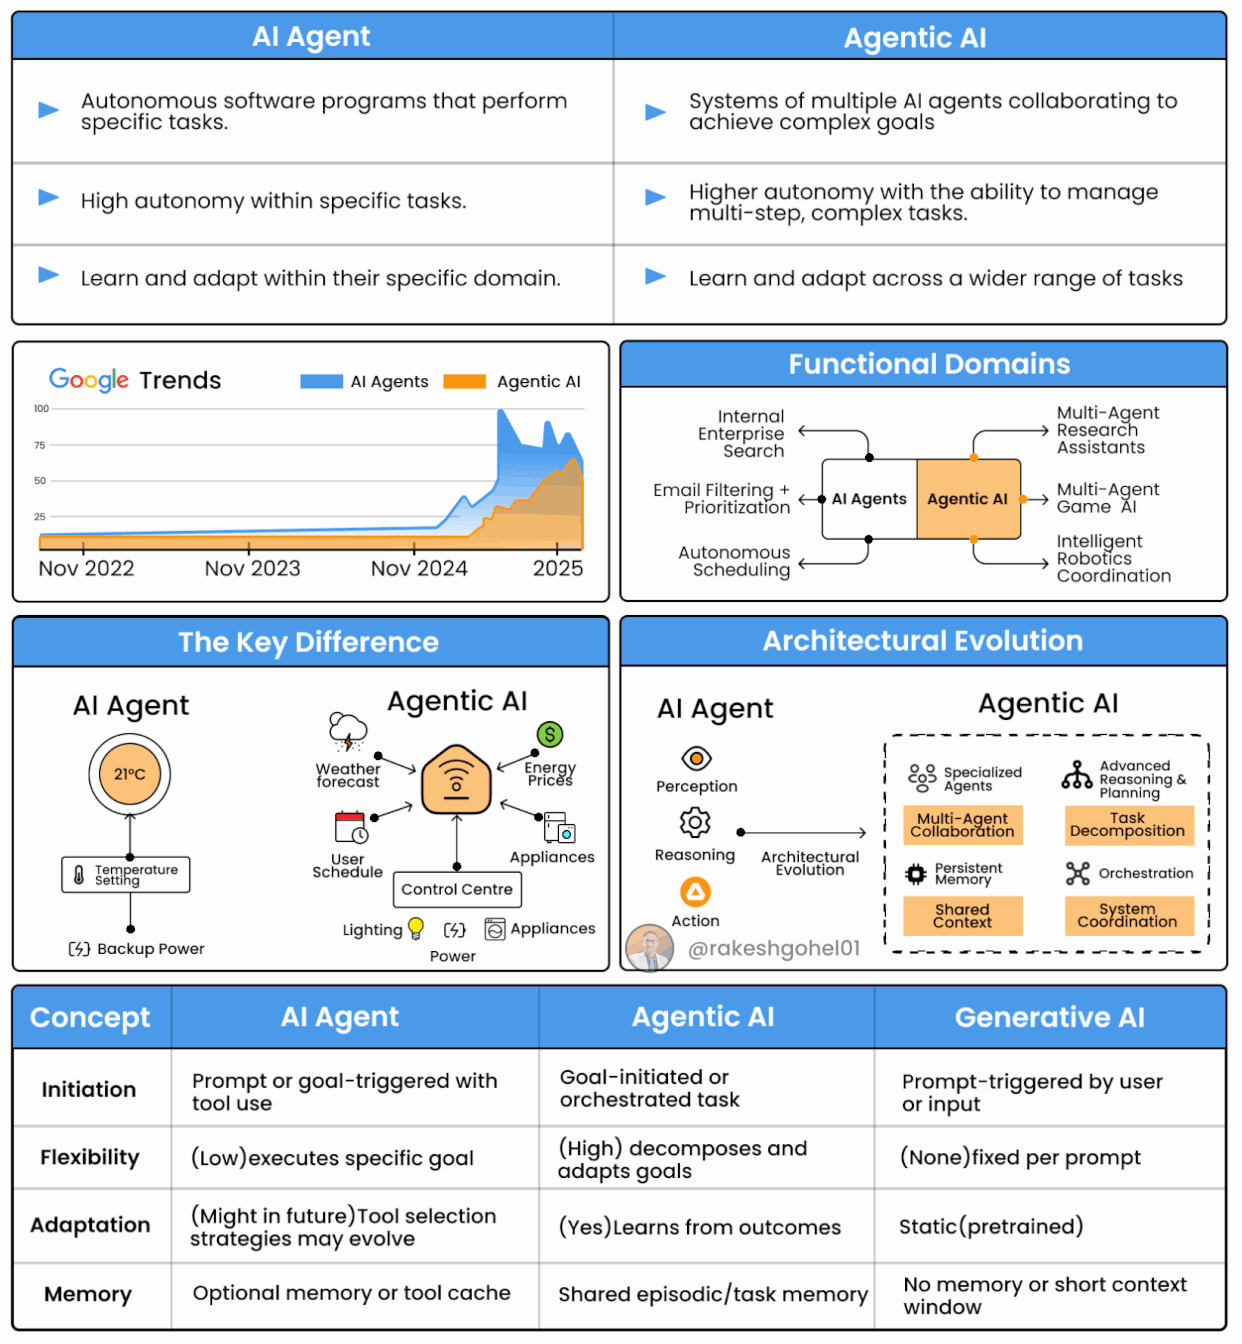 AI Agent
Agentic AI
Autonomous software programs that perform
specific tasks.
Systems of multiple AI agents collaborating to
achieve complex goals
High autonomy within specific tasks.
Higher autonomy with the ability to manage
multi-step, complex tasks.
Learn and adapt within their specific domain.
Learn and adapt across a wider range of tasks
Google Trends
AI Agents
Agentic AI
100
75
50
25
Nov 2022
Nov 2023
Nov 2024
2025
Functional Domains
Internal
Enterprise
Search
Email Filtering +
Prioritization
Autonomous
Scheduling
AI Agents
Agentic AI
Multi-Agent
Research
Assistants
Multi-Agent
Game AI
Intelligent
Robotics
Coordination
The Key Difference
AI Agent
21°C
Temperature
Setting
Backup Power
Agentic AI
Weather
forecast
Energy
Prices
User
Schedule
Appliances
Control Centre
Lighting
Power
Appliances
Architectural Evolution
AI Agent
Perception
Reasoning
Action
Architectural
Evolution
Agentic AI
Specialized
Agents
Advanced
Reasoning &
Planning
Multi-Agent
Collaboration
Task
Decomposition
Persistent
Memory
Orchestration
Shared
Context
System
Coordination
@rakeshgohel01
Concept
AI Agent
Agentic AI
Generative AI
Initiation
Prompt or goal-triggered with
tool use
Goal-initiated or
orchestrated task
Prompt-triggered by user
or input
Flexibility
(Low)executes specific goal
(High) decomposes and
adapts goals
(None)fixed per prompt
Adaptation
(Might in future)Tool selection
strategies may evolve
(Yes)Learns from outcomes
Static(pretrained)
Memory
Optional memory or tool cache
Shared episodic/task memory
No memory or short context
window